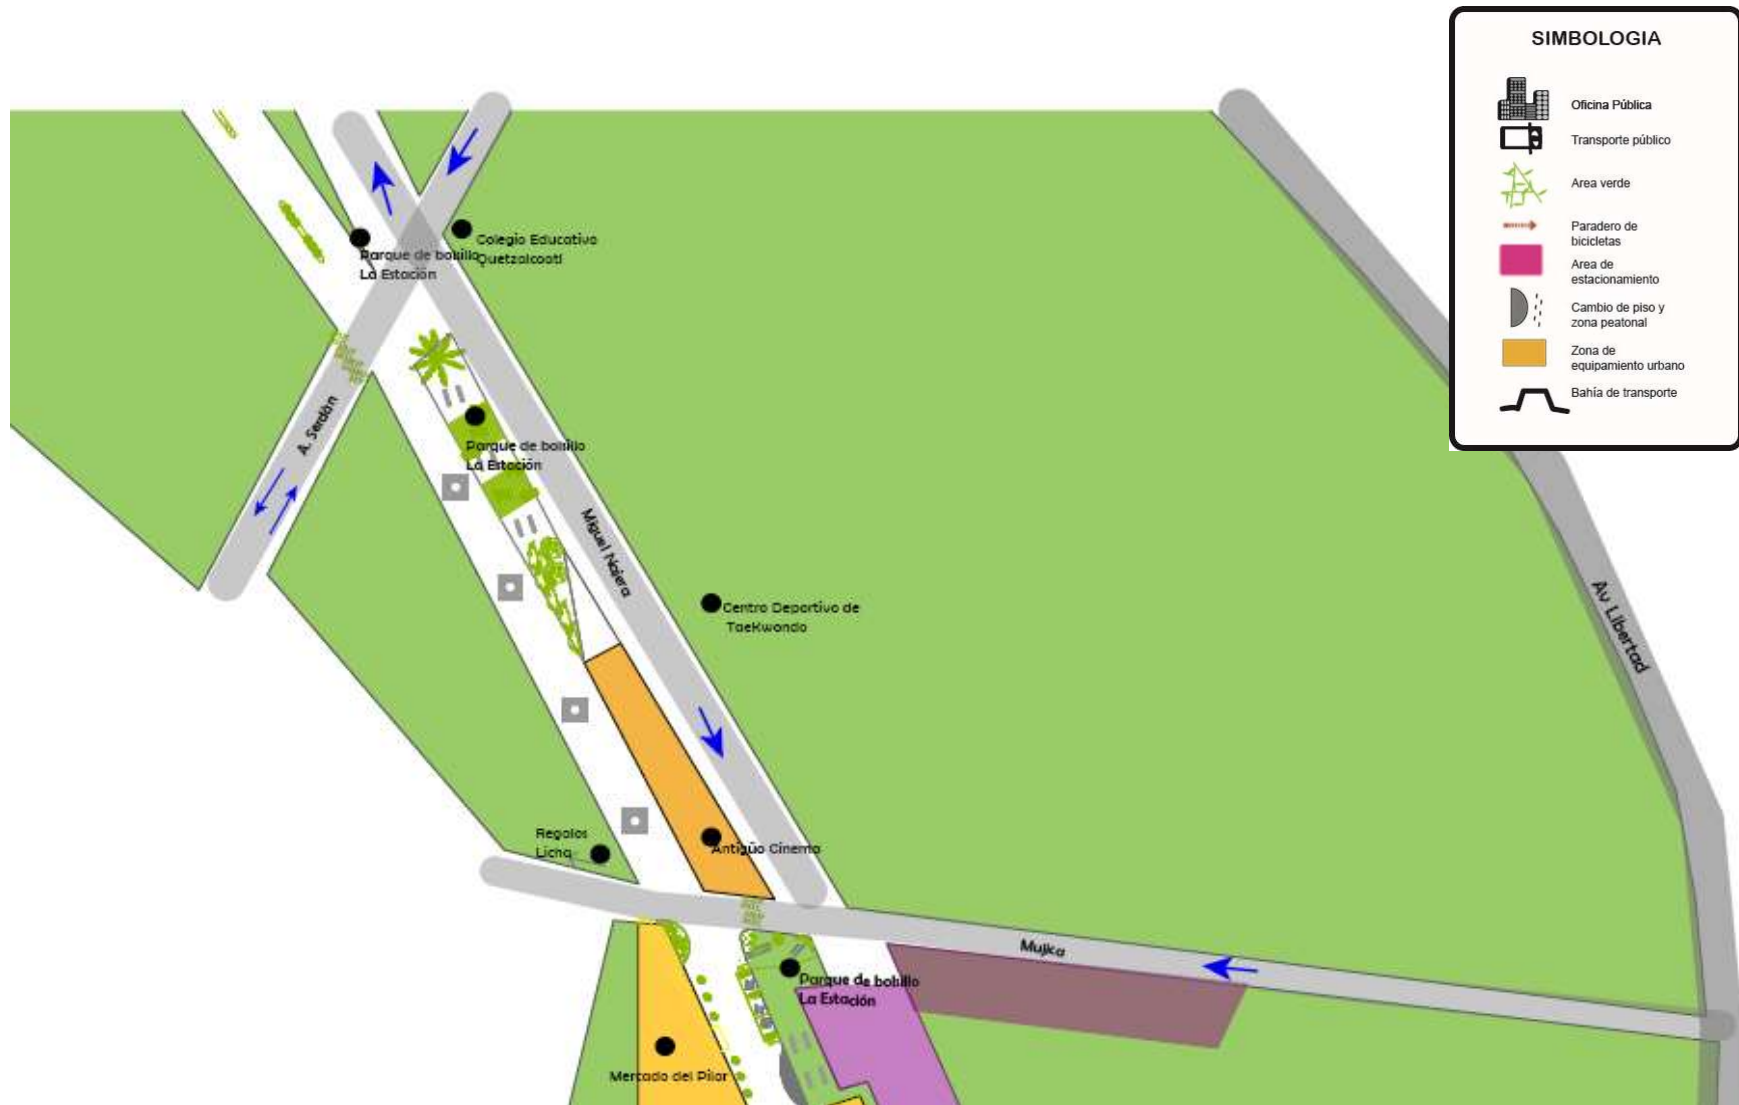 SIMBOLOGIA
Oficina Pública
Transporte público
Area verde
Paradero de
bicicletas
Area de
estacionamiento
Cambio de piso y
zona peatonal
Zona de
equipamiento urbano
Bahía de transporte
Colegio Educativo
Quetzalcoatl
Parque de bolsillo
La Estación
A. Serdán
Parque de bolsillo
La Estación
Miguel Najera
Centro Deportivo de
TaeKwondo
Av Libertad
Regalos
Licha
Antigüo Cinema
Mujica
Parque de bolsillo
La Estación
Mercado del Pilar